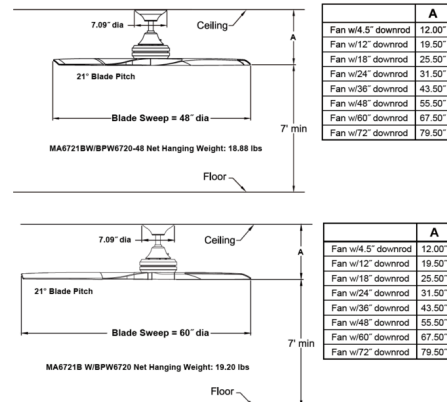 7.09" dia
Ceiling
A
21° Blade Pitch
Blade Sweep = 48" dia
7' min
MA6721BW/BPW6720-48 Net Hanging Weight: 18.88 lbs
Floor
A
Fan w/4.5" downrod 12.00"
Fan w/12" downrod 19.50"
Fan w/18" downrod 25.50"
Fan w/24" downrod 31.50"
Fan w/36" downrod 43.50"
Fan w/48" downrod 55.50"
Fan w/60" downrod 67.50"
Fan w/72" downrod 79.50"
7.09" dia
Ceiling
A
21° Blade Pitch
Blade Sweep = 60" dia
7' min
MA6721B W/BPW6720 Net Hanging Weight: 19.20 lbs
Floor
A
Fan w/4.5" downrod 12.00"
Fan w/12" downrod 19.50"
Fan w/18" downrod 25.50"
Fan w/24" downrod 31.50"
Fan w/36" downrod 43.50"
Fan w/48" downrod 55.50"
Fan w/60" downrod 67.50"
Fan w/72" downrod 79.50"